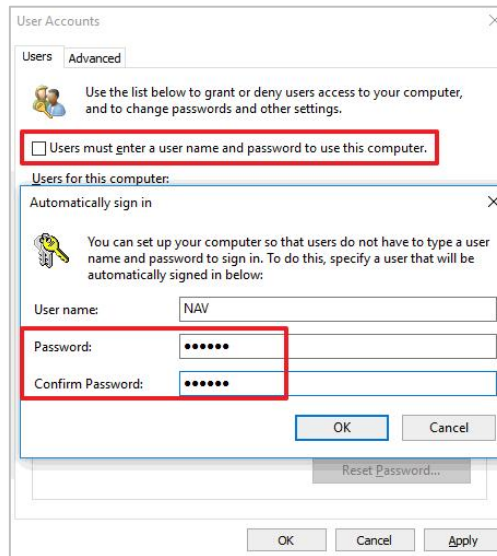 User Accounts
Users Advanced
Use the list below to grant or deny users access to your computer,
and to change passwords and other settings.
Users must enter a user name and password to use this computer.
Users for this computer:
Automatically sign in
You can set up your computer so that users do not have to type a user
name and password to sign in. To do this, specify a user that will be
automatically signed in below:
User name: NAV
Password: ●●●●●●
Confirm Password: ●●●●●●
OK Cancel
Reset Password...
OK Cancel Apply